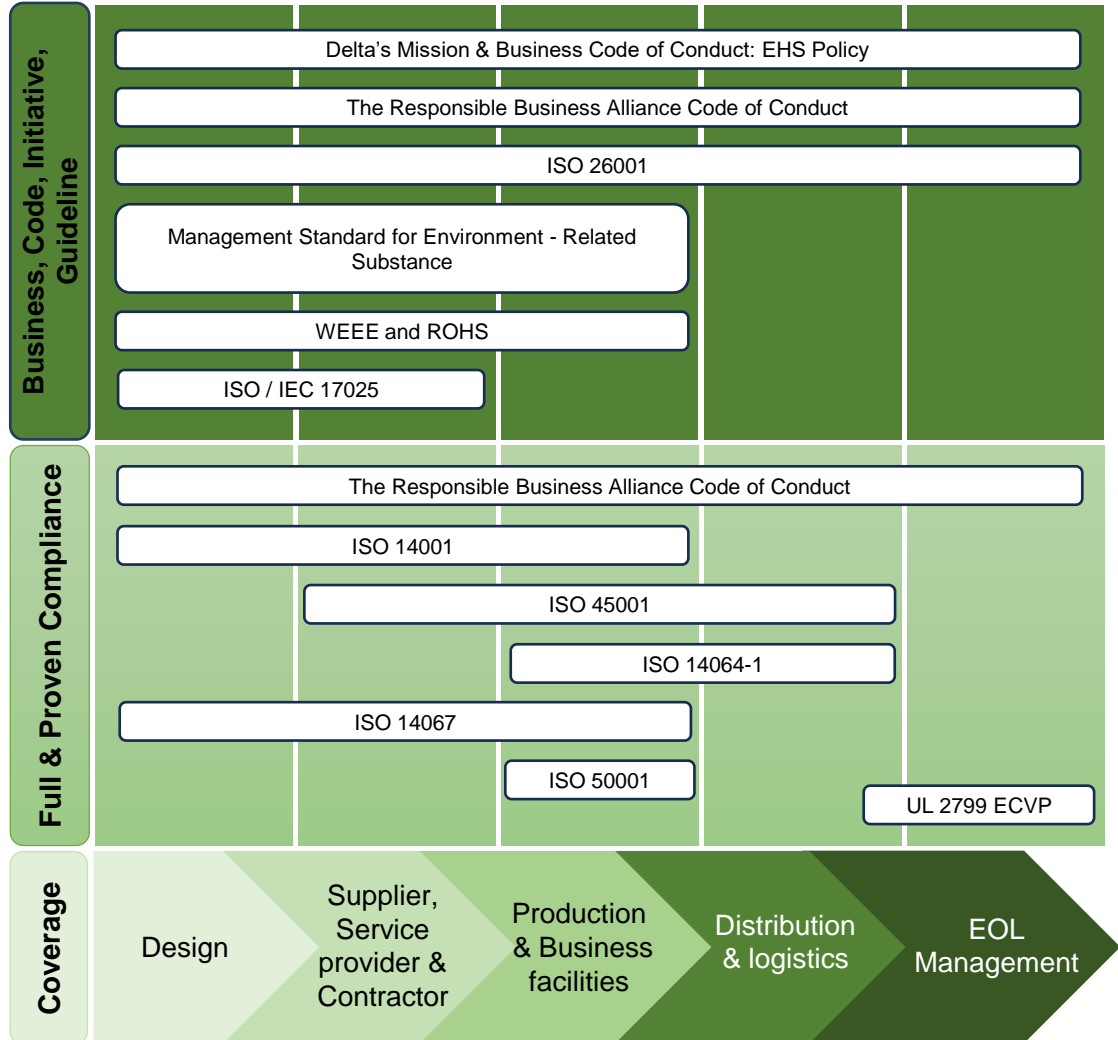 Business, Code, Initiative,
Guideline
Delta's Mission & Business Code of Conduct: EHS Policy
The Responsible Business Alliance Code of Conduct
ISO 26001
Management Standard for Environment - Related
Substance
WEEE and ROHS
ISO / IEC 17025
Full & Proven Compliance
The Responsible Business Alliance Code of Conduct
ISO 14001
ISO 45001
ISO 14064-1
ISO 14067
ISO 50001
UL 2799 ECVP
Coverage
Design
Supplier,
Service
provider &
Contractor
Production
& Business
facilities
Distribution
& logistics
EOL
Management